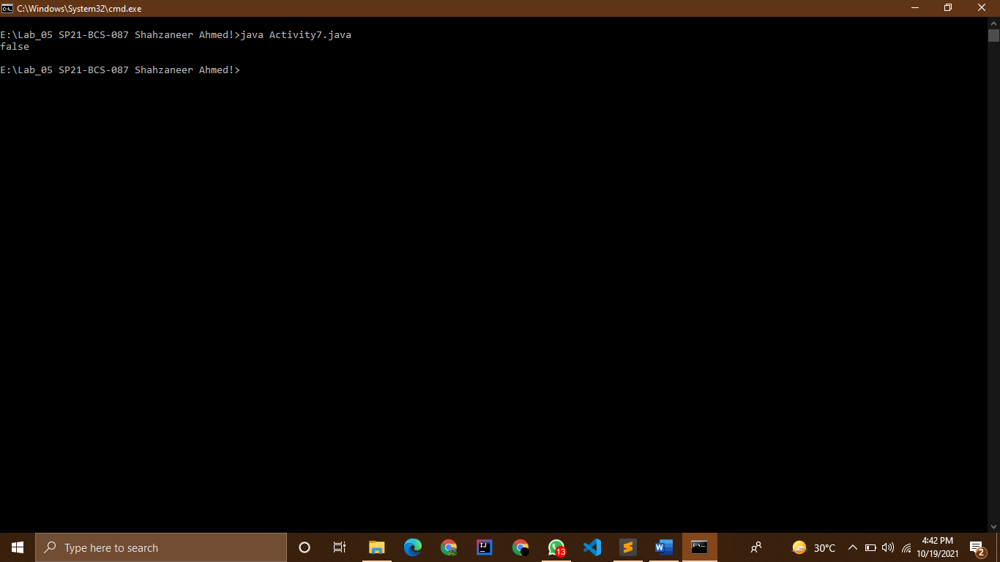 C:\Windows\System32\cmd.exe
E:\Lab_05 SP21-BCS-087 Shahzaneer Ahmed!>java Activity7.java
false
E:\Lab_05 SP21-BCS-087 Shahzaneer Ahmed!>
Type here to search
13
30°C
4:42 PM
10/19/2021
2